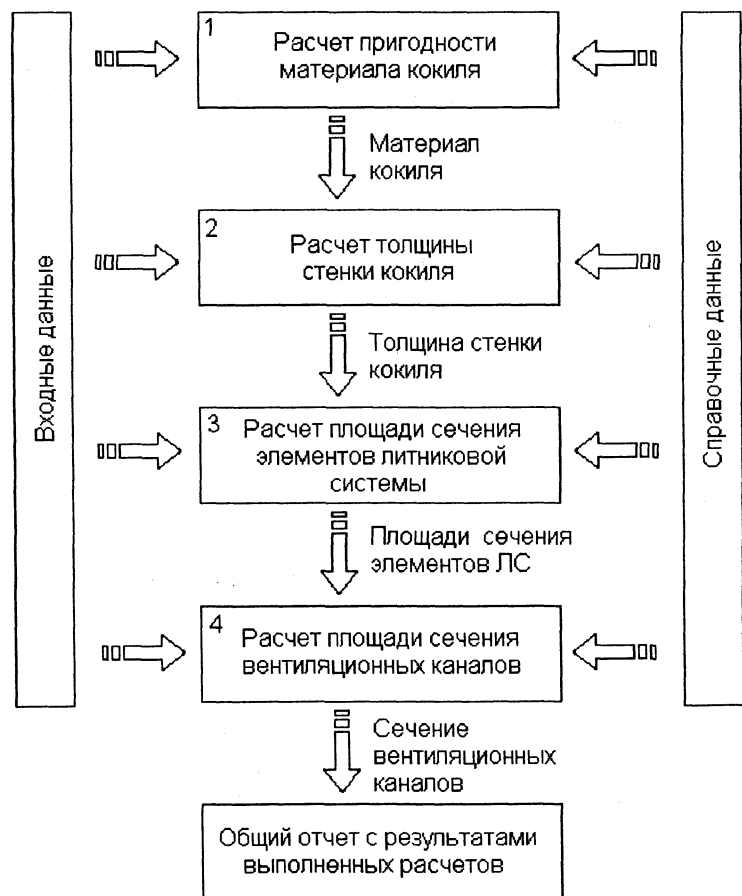 Входные данные
1
Расчет пригодности
материала кокиля
Материал
кокиля
2
Расчет толщины
стенки кокиля
Толщина стенки
кокиля
3
Расчет площади сечения
элементов литниковой
системы
Площади сечения
элементов ЛС
4
Расчет площади сечения
вентиляционных каналов
Сечение
вентиляционных
каналов
Общий отчет с результатами
выполненных расчетов
Справочные данные